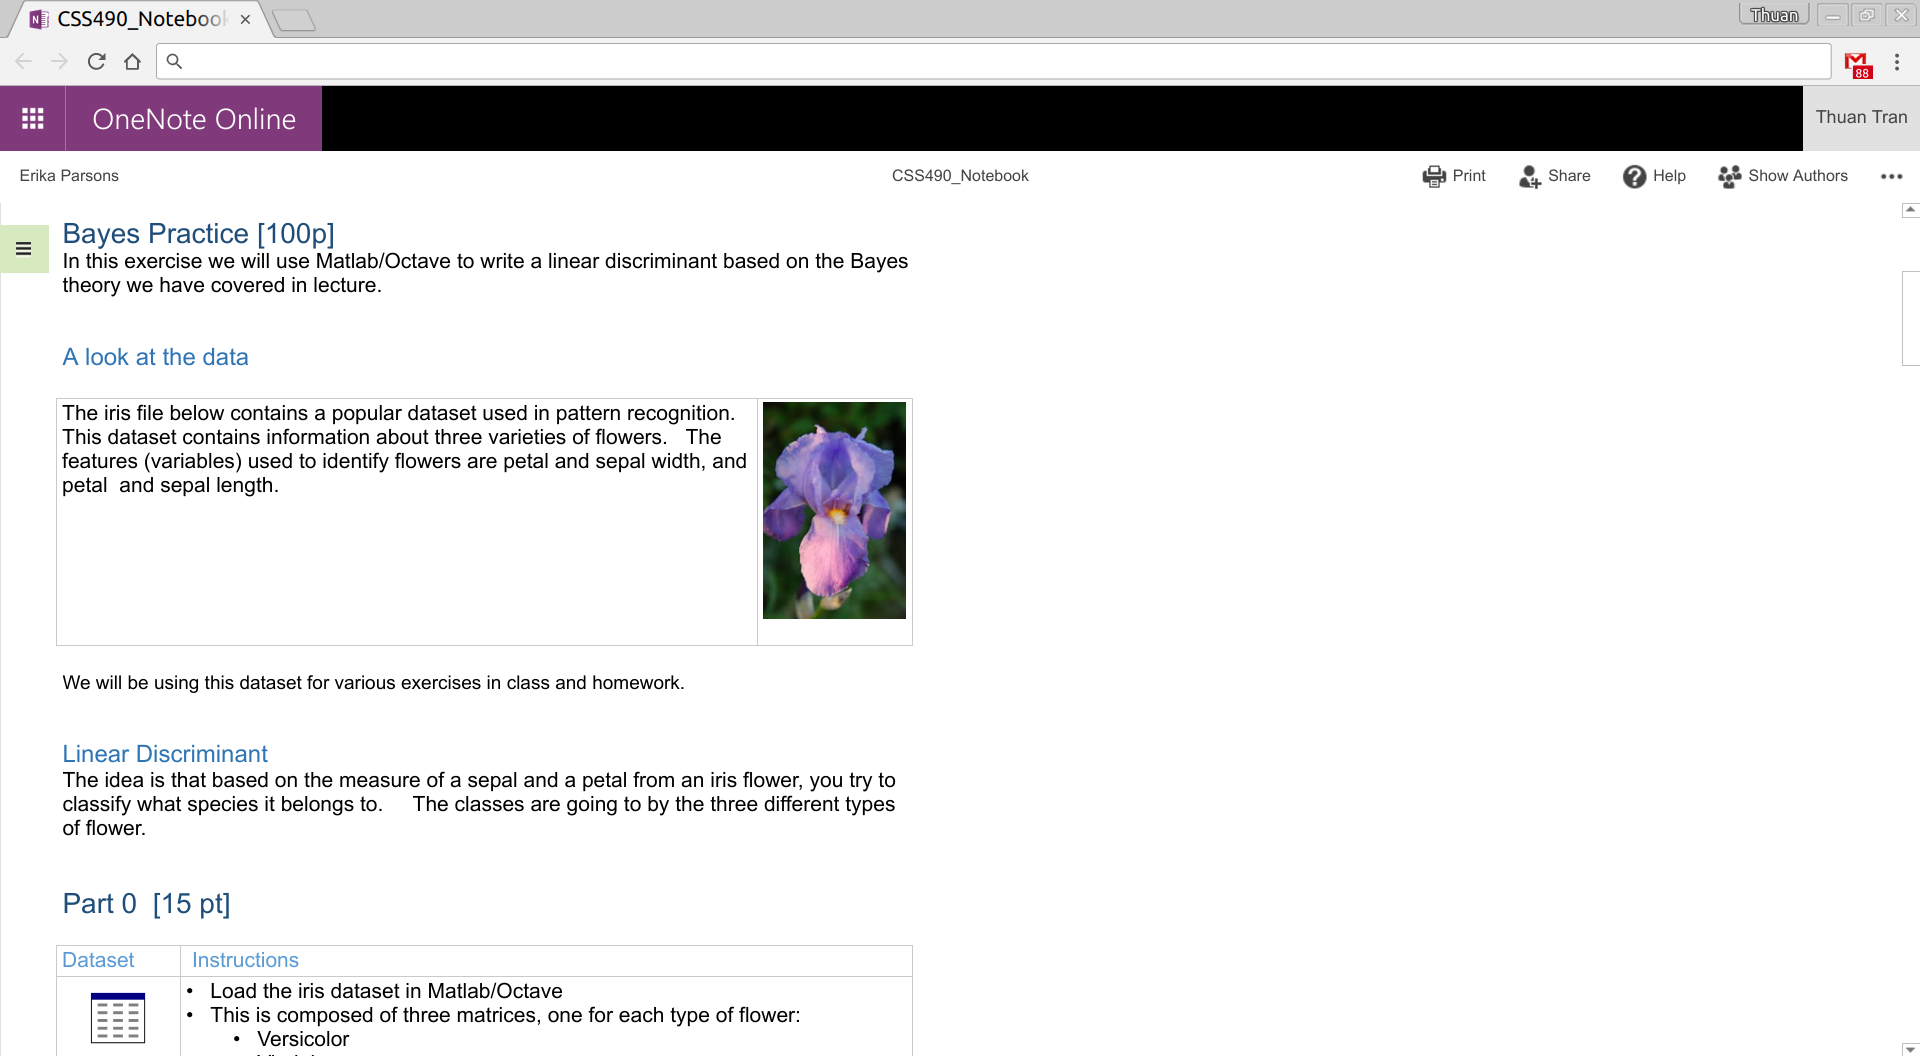 CSS490_Notebook
Thuan
88
OneNote Online
Thuan Tran
Erika Parsons
CSS490_Notebook
Print
Share
Help
Show Authors
Bayes Practice [100p]
In this exercise we will use Matlab/Octave to write a linear discriminant based on the Bayes
theory we have covered in lecture.
A look at the data
The iris file below contains a popular dataset used in pattern recognition.
This dataset contains information about three varieties of flowers.   The
features (variables) used to identify flowers are petal and sepal width, and
petal  and sepal length.
We will be using this dataset for various exercises in class and homework.
Linear Discriminant
The idea is that based on the measure of a sepal and a petal from an iris flower, you try to
classify what species it belongs to.     The classes are going to by the three different types
of flower.
Part 0  [15 pt]
Dataset
Instructions
• Load the iris dataset in Matlab/Octave
• This is composed of three matrices, one for each type of flower:
• Versicolor